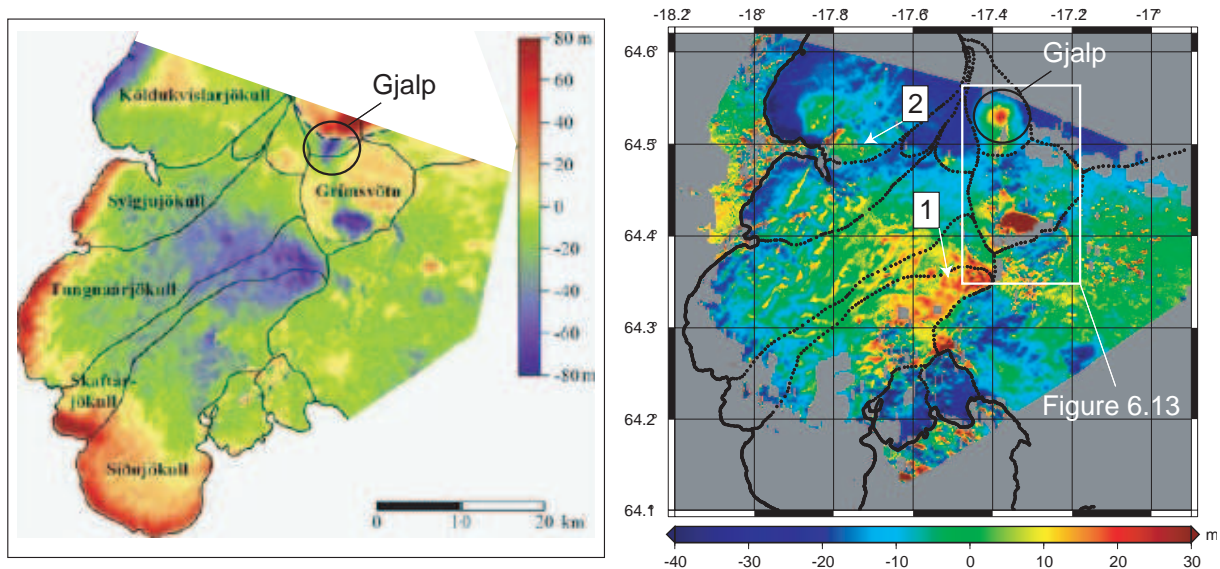 80 m
60
40
20
0
-20
-40
-60
-80 m
Gjalp
Köldukvíslarjökull
Grímsvötn
Sylgjujökull
Tungnaárjökull
Skaftár-
jökull
Síðujökull
0 10 20 km
-18.2° -18° -17.8° -17.6° -17.4° -17.2° -17°
64.6°
64.5°
64.4°
64.3°
64.2°
64.1°
Gjalp
2
1
Figure 6.13
m
-40 -30 -20 -10 0 10 20 30